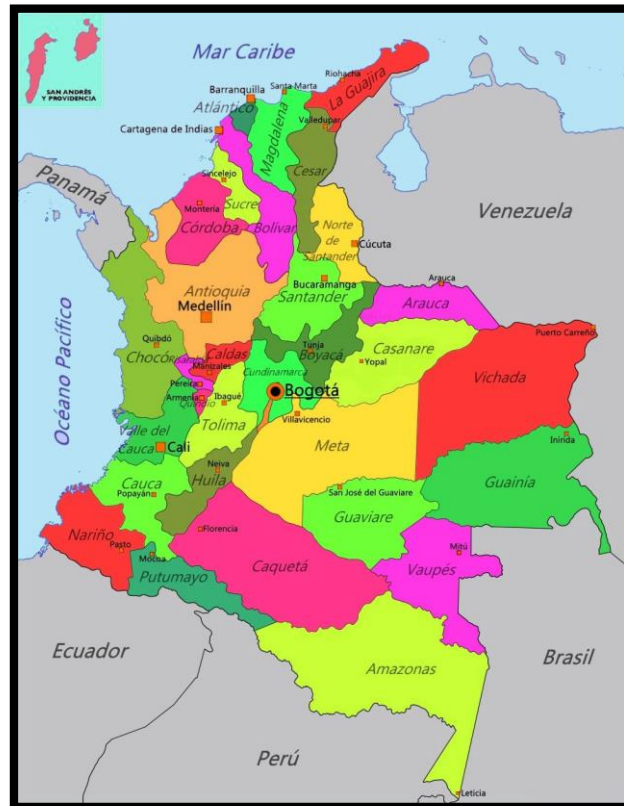 SAN ANDRÉS
Y PROVIDENCIA
Mar Caribe
Riohacha
Santa Marta
La Guajira
Barranquilla
Atlántico
Magdalena
Valledupar
Cartagena de Indias
Cesar
Sincelejo
Panamá
Sucre
Montería
Córdoba
Bolívar
Norte
de
Santander
Cúcuta
Venezuela
Bucaramanga
Santander
Arauca
Arauca
Antioquia
Medellín
Océano Pacífico
Puerto Carreño
Quibdó
Chocó
Caldas
Manizales
Tunja
Boyacá
Casanare
Yopal
Vichada
Cundinamarca
Pereira
Armenia
Quindío
Ibagué
Bogotá
Tolima
Villavicencio
Valle del
Cauca
Cali
Meta
Inírida
Guainía
Neiva
Huila
Cauca
Popayán
San José del Guaviare
Guaviare
Nariño
Pasto
Florencia
Mocoa
Caquetá
Putumayo
Mitú
Vaupés
Ecuador
Amazonas
Brasil
Perú
Leticia